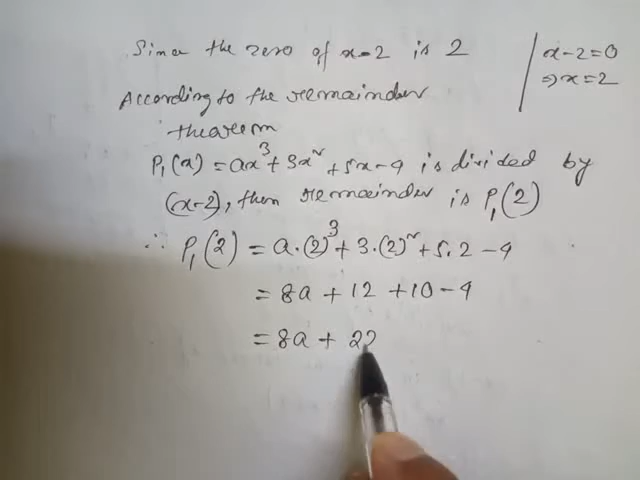 Since the zero of x-2 is 2
x-2=0
⇒x=2
According to the remainder
theorem
P₁(x) = ax³ + 3x² + 5x - 4 is divided by
(x-2), then remainder is P₁(2)
∴ P₁(2) = a·(2)³ + 3·(2)² + 5·2 - 4
= 8a + 12 + 10 - 4
= 8a + 22